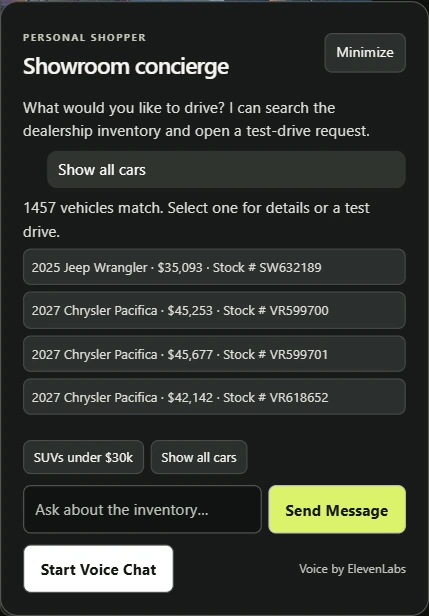 PERSONAL SHOPPER
Showroom concierge
Minimize
What would you like to drive? I can search the
dealership inventory and open a test-drive request.
Show all cars
1457 vehicles match. Select one for details or a test
drive.
2025 Jeep Wrangler · $35,093 · Stock # SW632189
2027 Chrysler Pacifica · $45,253 · Stock # VR599700
2027 Chrysler Pacifica · $45,677 · Stock # VR599701
2027 Chrysler Pacifica · $42,142 · Stock # VR618652
SUVs under $30k
Show all cars
Ask about the inventory...
Send Message
Start Voice Chat
Voice by ElevenLabs